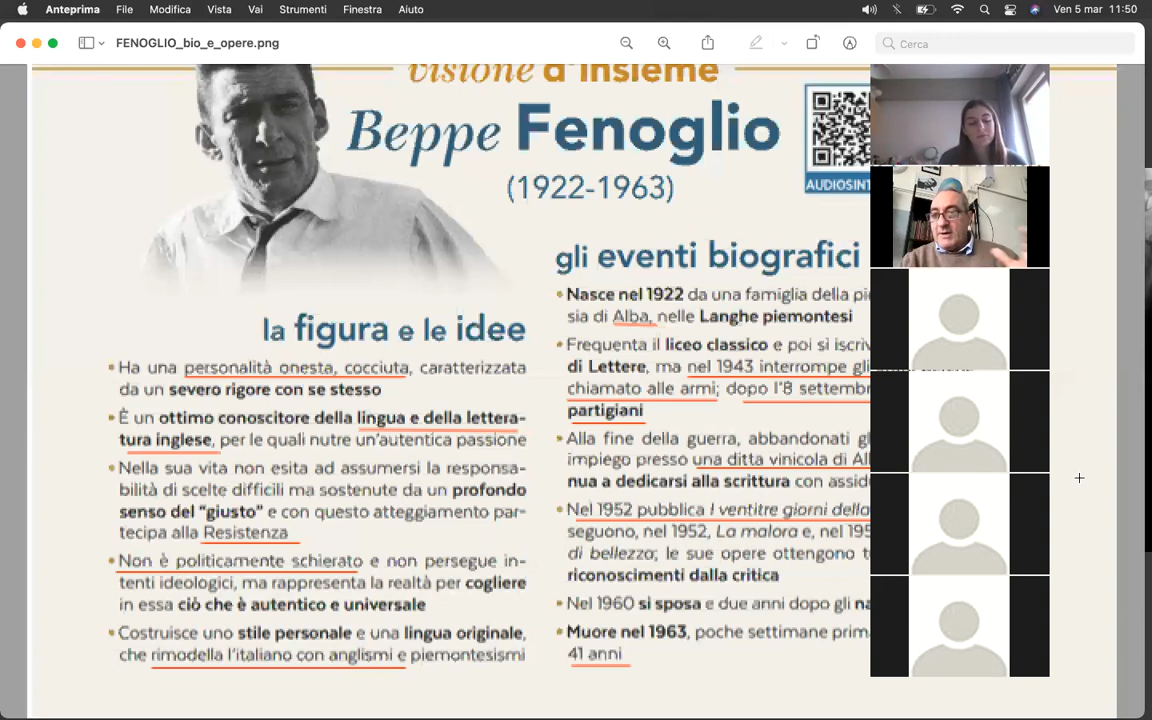 Anteprima File Modifica Vista Vai Strumenti Finestra Aiuto Ven 5 mar 11:50
FENOGLIO_bio_e_opere.png Cerca
visione d'insieme
Beppe Fenoglio
(1922-1963)
AUDIOSINT
la figura e le idee
• Ha una personalità onesta, cocciuta, caratterizzata
da un severo rigore con se stesso
• È un ottimo conoscitore della lingua e della lettera-
tura inglese, per le quali nutre un'autentica passione
• Nella sua vita non esita ad assumersi la responsa-
bilità di scelte difficili ma sostenute da un profondo
senso del "giusto" e con questo atteggiamento par-
tecipa alla Resistenza
• Non è politicamente schierato e non persegue in-
tenti ideologici, ma rappresenta la realtà per cogliere
in essa ciò che è autentico e universale
• Costruisce uno stile personale e una lingua originale,
che rimodella l'italiano con anglismi e piemontesismi
gli eventi biografici
• Nasce nel 1922 da una famiglia della pi
sia di Alba, nelle Langhe piemontesi
• Frequenta il liceo classico e poi si iscriv
di Lettere, ma nel 1943 interrompe gli
chiamato alle armi; dopo l'8 settembr
partigiani
• Alla fine della guerra, abbandonati gl
impiego presso una ditta vinicola di Al
nua a dedicarsi alla scrittura con assid
• Nel 1952 pubblica I ventitre giorni della
seguono, nel 1952, La malora e, nel 195
di bellezza; le sue opere ottengono t
riconoscimenti dalla critica
• Nel 1960 si sposa e due anni dopo gli na
• Muore nel 1963, poche settimane prim
41 anni